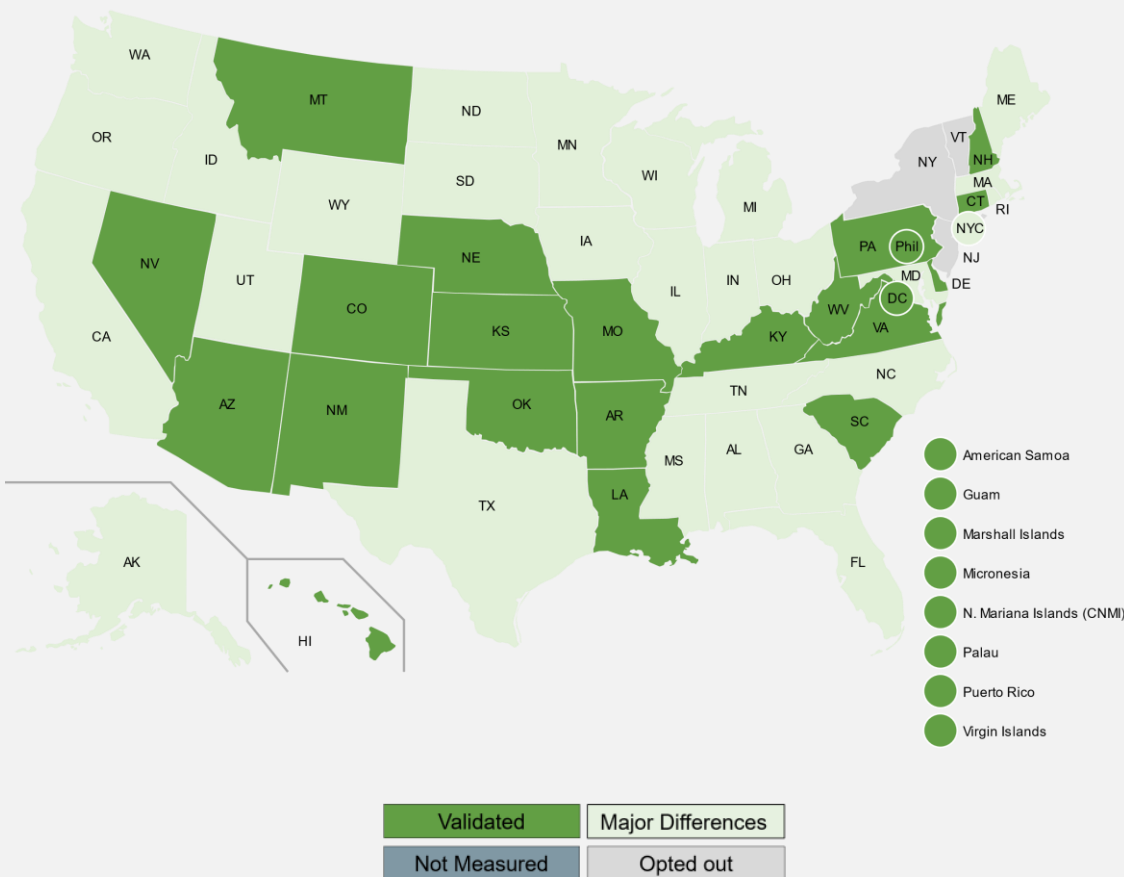 WA
MT
ND
ME
OR
ID
MN
VT
NY
NH
SD
WI
MA
WY
MI
CT
RI
NYC
IA
NE
PA
Phil
NJ
NV
UT
IN
OH
MD
DE
IL
DC
CO
WV
CA
KS
MO
KY
VA
NC
TN
AZ
NM
OK
AR
SC
MS
AL
GA
American Samoa
LA
Guam
TX
Marshall Islands
AK
FL
Micronesia
N. Mariana Islands (CNMI)
HI
Palau
Puerto Rico
Virgin Islands
Validated
Major Differences
Not Measured
Opted out